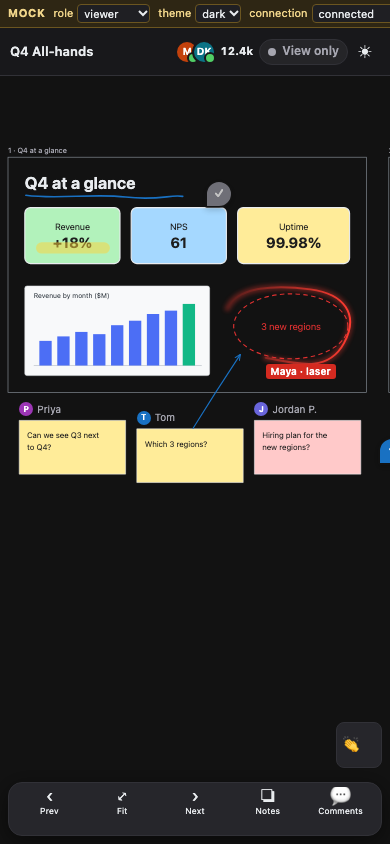 MOCK role viewer theme dark connection connected
Q4 All-hands M DK 12.4k View only
1 · Q4 at a glance
Q4 at a glance
Revenue
+18%
NPS
61
Uptime
99.98%
Revenue by month ($M)
3 new regions
Maya · laser
P Priya
Can we see Q3 next
to Q4?
T Tom
Which 3 regions?
J Jordan P.
Hiring plan for the
new regions?
Prev Fit Next Notes Comments